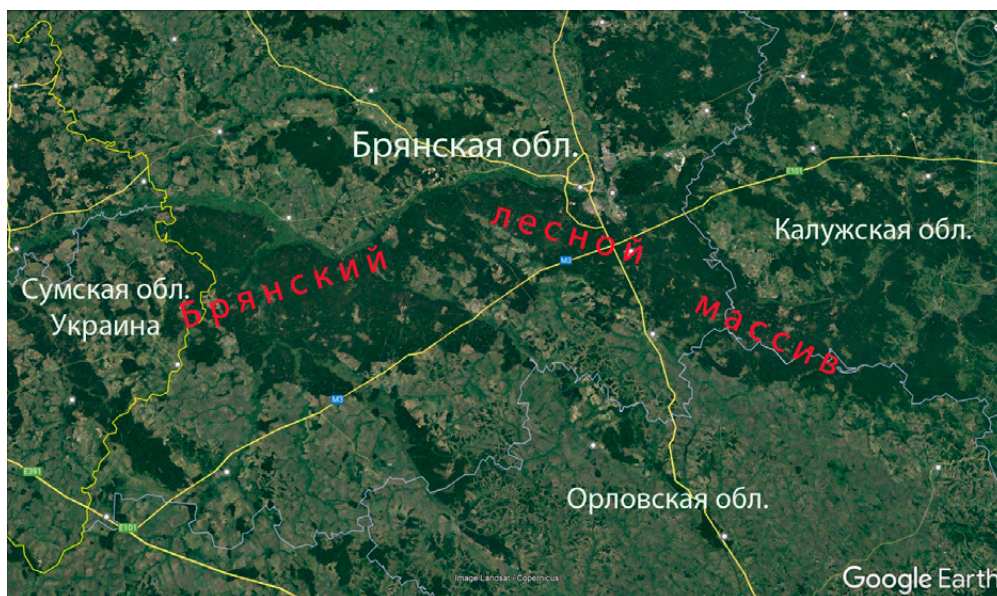 Брянская обл.
E101
лесной
Калужская обл.
M3
Брянский
Сумская обл.
Украина
массив
M3
E391
Орловская обл.
E101
Image Landsat / Copernicus
Google Earth